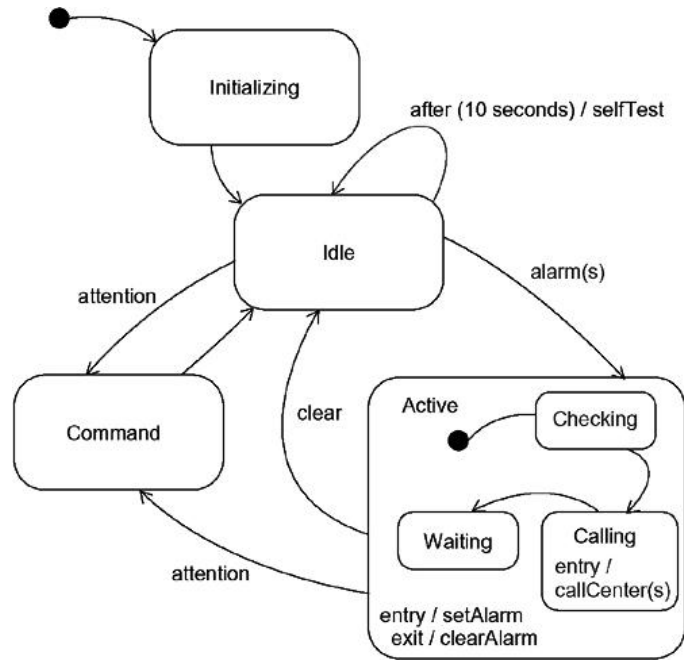 Initializing
after (10 seconds) / selfTest
Idle
alarm(s)
attention
Command
clear
Active
Checking
Waiting
Calling
entry /
callCenter(s)
attention
entry / setAlarm
exit / clearAlarm